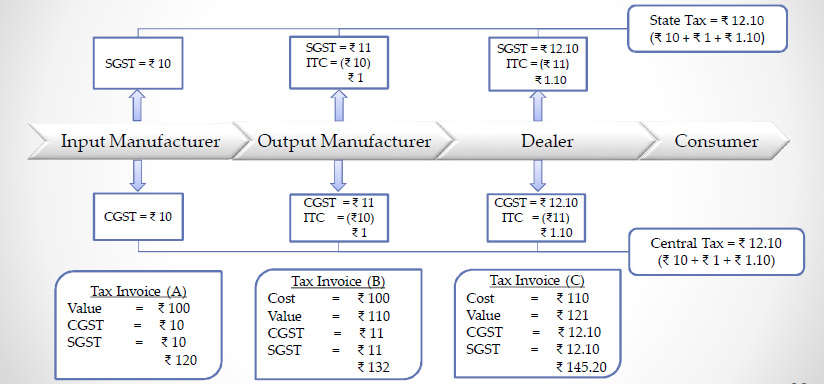 State Tax = ₹ 12.10
(₹ 10 + ₹ 1 + ₹ 1.10)
SGST = ₹ 10
SGST = ₹ 11
ITC = (₹ 10)
₹ 1
SGST = ₹ 12.10
ITC = (₹ 11)
₹ 1.10
Input Manufacturer
Output Manufacturer
Dealer
Consumer
CGST = ₹ 10
CGST = ₹ 11
ITC = (₹10)
₹ 1
CGST = ₹ 12.10
ITC = (₹11)
₹ 1.10
Central Tax = ₹ 12.10
(₹ 10 + ₹ 1 + ₹ 1.10)
Tax Invoice (A)
Value = ₹ 100
CGST = ₹ 10
SGST = ₹ 10
₹ 120
Tax Invoice (B)
Cost = ₹ 100
Value = ₹ 110
CGST = ₹ 11
SGST = ₹ 11
₹ 132
Tax Invoice (C)
Cost = ₹ 110
Value = ₹ 121
CGST = ₹ 12.10
SGST = ₹ 12.10
₹ 145.20